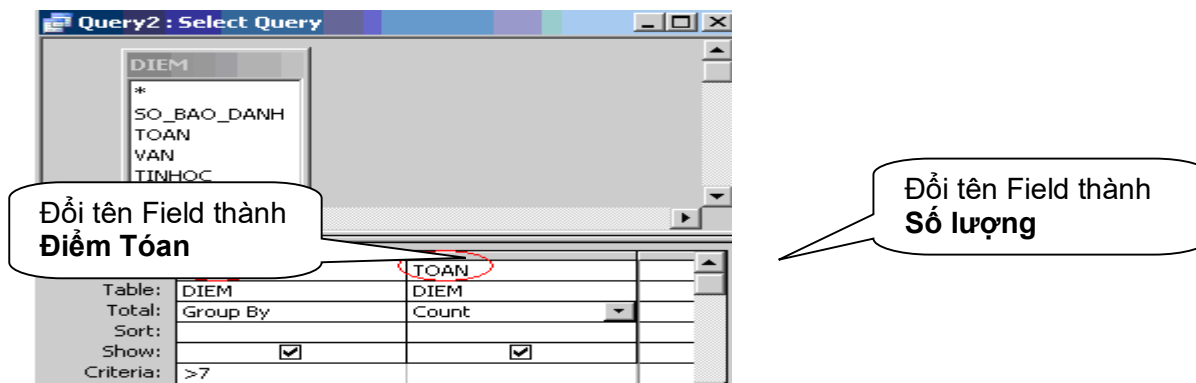 Query2 : Select Query
DIEM
*
SO_BAO_DANH
TOAN
VAN
TINHOC
Đổi tên Field thành
Điểm Tóan
Đổi tên Field thành
Số lượng
TOAN
Table: DIEM DIEM
Total: Group By Count
Sort:
Show:
Criteria: >7